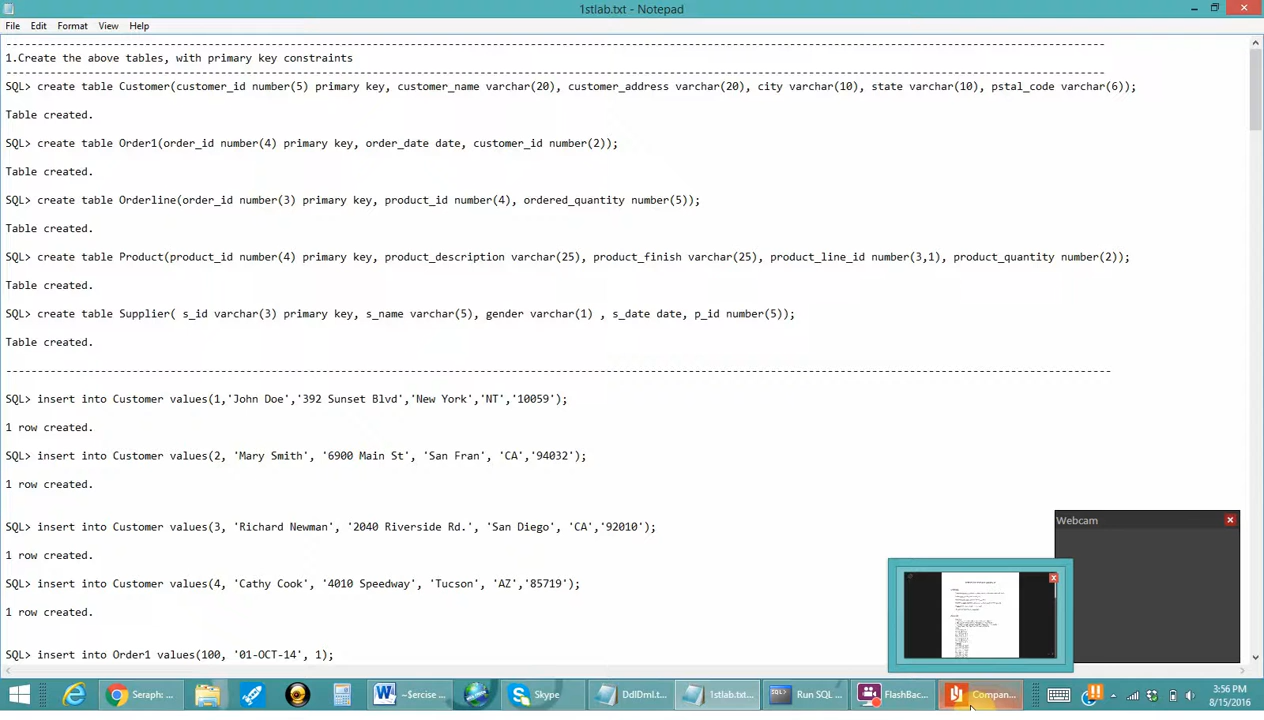 1stlab.txt - Notepad
File Edit Format View Help
1.Create the above tables, with primary key constraints
SQL> create table Customer(customer_id number(5) primary key, customer_name varchar(20), customer_address varchar(20), city varchar(10), state varchar(10), pstal_code varchar(6));
Table created.
SQL> create table Order1(order_id number(4) primary key, order_date date, customer_id number(2));
Table created.
SQL> create table Orderline(order_id number(3) primary key, product_id number(4), ordered_quantity number(5));
Table created.
SQL> create table Product(product_id number(4) primary key, product_description varchar(25), product_finish varchar(25), product_line_id number(3,1), product_quantity number(2));
Table created.
SQL> create table Supplier( s_id varchar(3) primary key, s_name varchar(5), gender varchar(1) , s_date date, p_id number(5));
Table created.
SQL> insert into Customer values(1,'John Doe','392 Sunset Blvd','New York','NT','10059');
1 row created.
SQL> insert into Customer values(2, 'Mary Smith', '6900 Main St', 'San Fran', 'CA','94032');
1 row created.
SQL> insert into Customer values(3, 'Richard Newman', '2040 Riverside Rd.', 'San Diego', 'CA','92010');
1 row created.
SQL> insert into Customer values(4, 'Cathy Cook', '4010 Speedway', 'Tucson', 'AZ','85719');
1 row created.
SQL> insert into Order1 values(100, '01-OCT-14', 1);
Webcam
Seraph: ... ~$ercise ... Skype DdlDml.t... 1stlab.txt... Run SQL ... FlashBac... Compan...
3:56 PM
8/15/2016